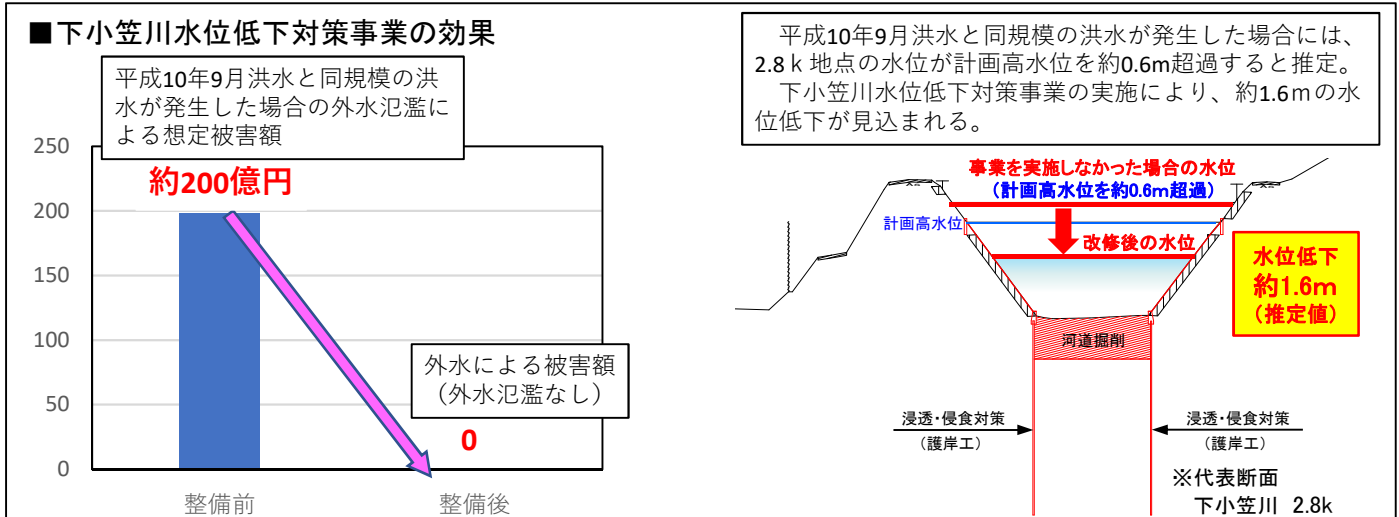 ■下小笠川水位低下対策事業の効果
平成10年9月洪水と同規模の洪
水が発生した場合の外水氾濫に
よる想定被害額
約200億円
250
200
150
100
50
0
外水による被害額
（外水氾濫なし）
0
整備前
整備後
平成10年9月洪水と同規模の洪水が発生した場合には、
2.8ｋ地点の水位が計画高水位を約0.6m超過すると推定。
下小笠川水位低下対策事業の実施により、約1.6ｍの水
位低下が見込まれる。
事業を実施しなかった場合の水位
（計画高水位を約0.6m超過）
計画高水位
改修後の水位
水位低下
約1.6ｍ
（推定値）
河道掘削
浸透・侵食対策
（護岸工）
浸透・侵食対策
（護岸工）
※代表断面
下小笠川 2.8k